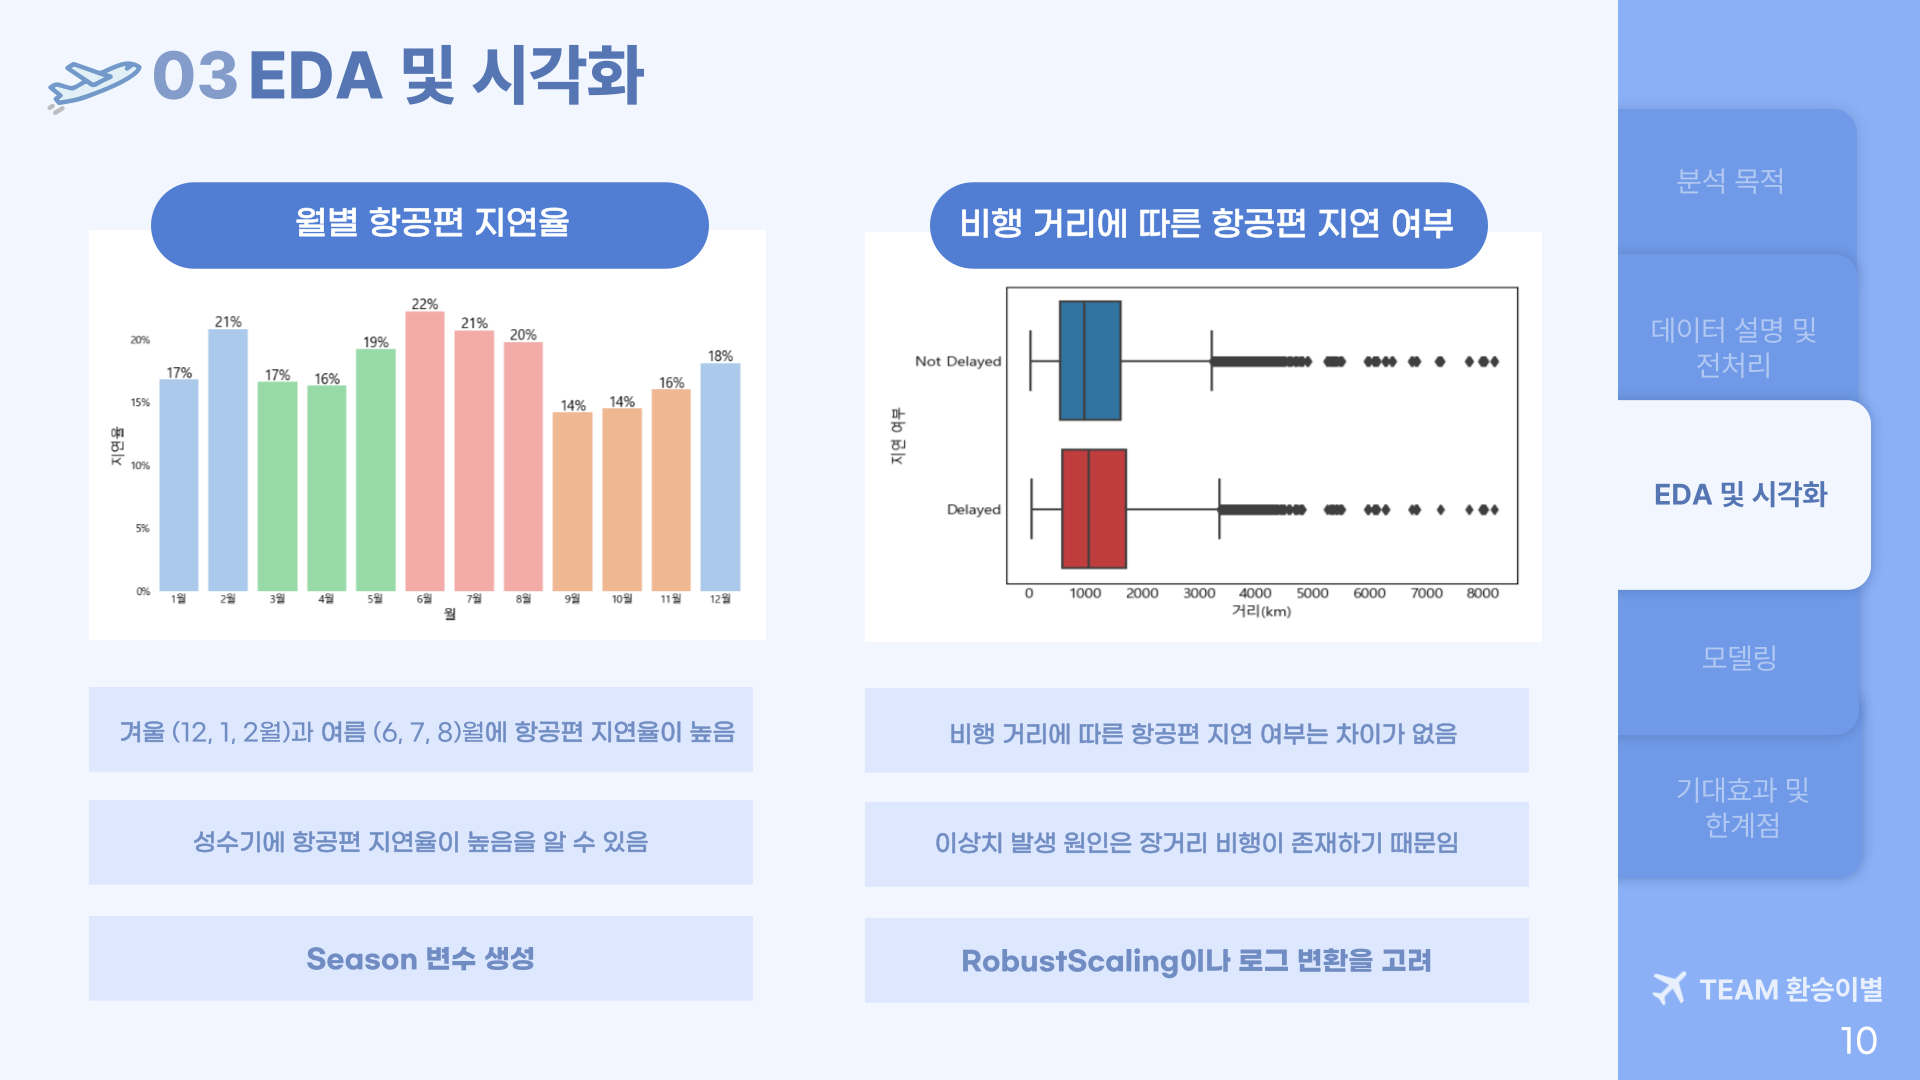 03 EDA 및 시각화
월별 항공편 지연율
지연율
20%
15%
10%
5%
0%
17%
21%
17%
16%
19%
22%
21%
20%
14%
14%
16%
18%
1월 2월 3월 4월 5월 6월 7월 8월 9월 10월 11월 12월
월
겨울 (12, 1, 2월)과 여름 (6, 7, 8)월에 항공편 지연율이 높음
성수기에 항공편 지연율이 높음을 알 수 있음
Season 변수 생성
비행 거리에 따른 항공편 지연 여부
지연 여부
Not Delayed
Delayed
0 1000 2000 3000 4000 5000 6000 7000 8000
거리(km)
비행 거리에 따른 항공편 지연 여부는 차이가 없음
이상치 발생 원인은 장거리 비행이 존재하기 때문임
RobustScaling이나 로그 변환을 고려
분석 목적
데이터 설명 및
전처리
EDA 및 시각화
모델링
기대효과 및
한계점
TEAM 환승이별
10